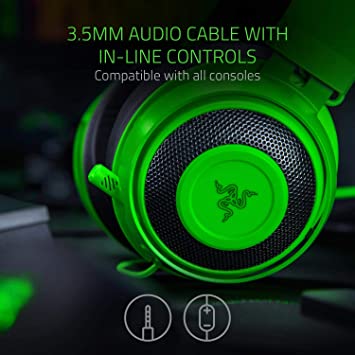 3.5MM AUDIO CABLE WITH
IN-LINE CONTROLS
Compatible with all consoles